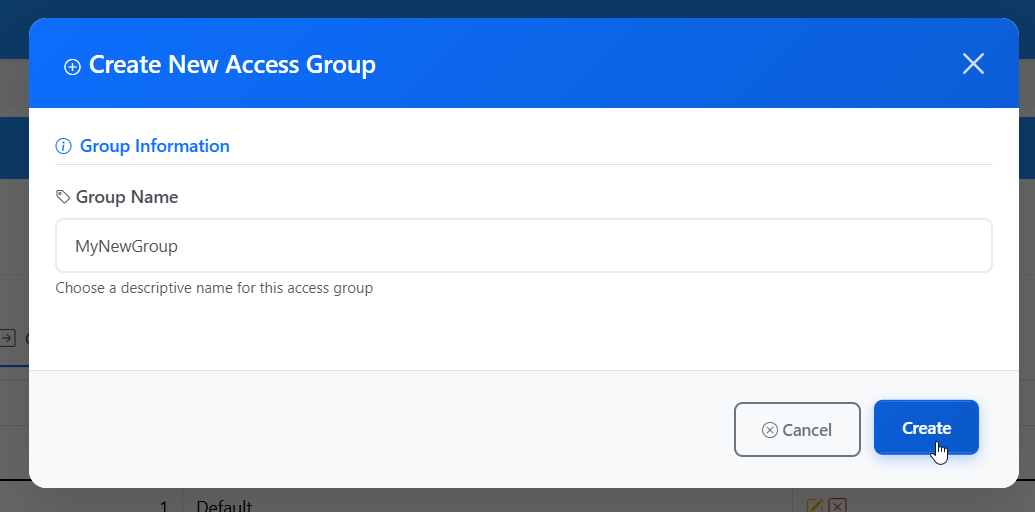 Create New Access Group
Group Information
Group Name
MyNewGroup
Choose a descriptive name for this access group
Cancel
Create
1 Default